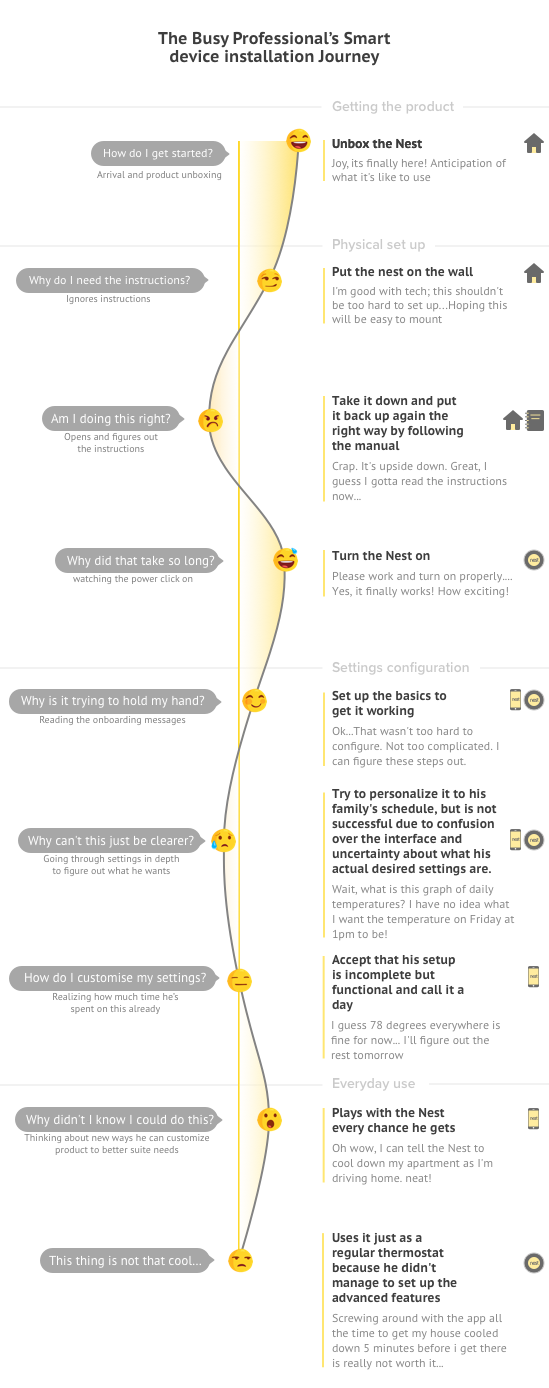 The Busy Professional's Smart
device installation Journey
Getting the product
How do I get started?
Arrival and product unboxing
Unbox the Nest
Joy, its finally here! Anticipation of
what it's like to use
Physical set up
Why do I need the instructions?
Ignores instructions
Put the nest on the wall
I'm good with tech; this shouldn't
be too hard to set up...Hoping this
will be easy to mount
Am I doing this right?
Opens and figures out
the instructions
Take it down and put
it back up again the
right way by following
the manual
Crap. It's upside down. Great, I
guess I gotta read the instructions
now...
Why did that take so long?
watching the power click on
Turn the Nest on
Please work and turn on properly....
Yes, it finally works! How exciting!
nest
Settings configuration
Why is it trying to hold my hand?
Reading the onboarding messages
Set up the basics to
get it working
Ok...That wasn't too hard to
configure. Not too complicated. I
can figure these steps out.
nest
nest
Why can't this just be clearer?
Going through settings in depth
to figure out what he wants
Try to personalize it to his
family's schedule, but is not
successful due to confusion
over the interface and
uncertainty about what his
actual desired settings are.
Wait, what is this graph of daily
temperatures? I have no idea what
I want the temperature on Friday at
1pm to be!
nest
nest
How do I customise my settings?
Realizing how much time he's
spent on this already
Accept that his setup
is incomplete but
functional and call it a
day
I guess 78 degrees everywhere is
fine for now... I'll figure out the
rest tomorrow
nest
Everyday use
Why didn't I know I could do this?
Thinking about new ways he can customize
product to better suite needs
Plays with the Nest
every chance he gets
Oh wow, I can tell the Nest to
cool down my apartment as I'm
driving home. neat!
nest
This thing is not that cool...
Uses it just as a
regular thermostat
because he didn't
manage to set up the
advanced features
Screwing around with the app all
the time to get my house cooled
down 5 minutes before i get there
is really not worth it...
nest